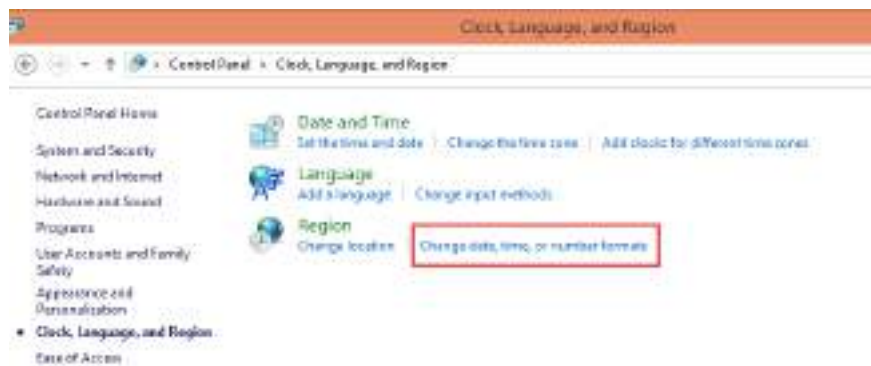 Clock, Language, and Region
Control Panel Clock, Language, and Region
Control Panel Home
System and Security
Network and Internet
Hardware and Sound
Programs
User Accounts and Family
Safety
Appearance and
Personalization
Clock, Language, and Region
Ease of Access
Date and Time
Set the time and date Change the time zone Add clocks for different time zones
Language
Add a language Change input methods
Region
Change location Change date, time, or number formats